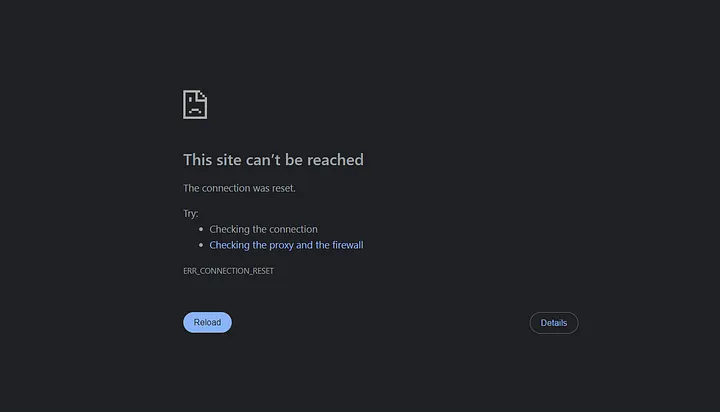 This site can’t be reached
The connection was reset.
Try:
Checking the connection
Checking the proxy and the firewall
ERR_CONNECTION_RESET
Reload
Details